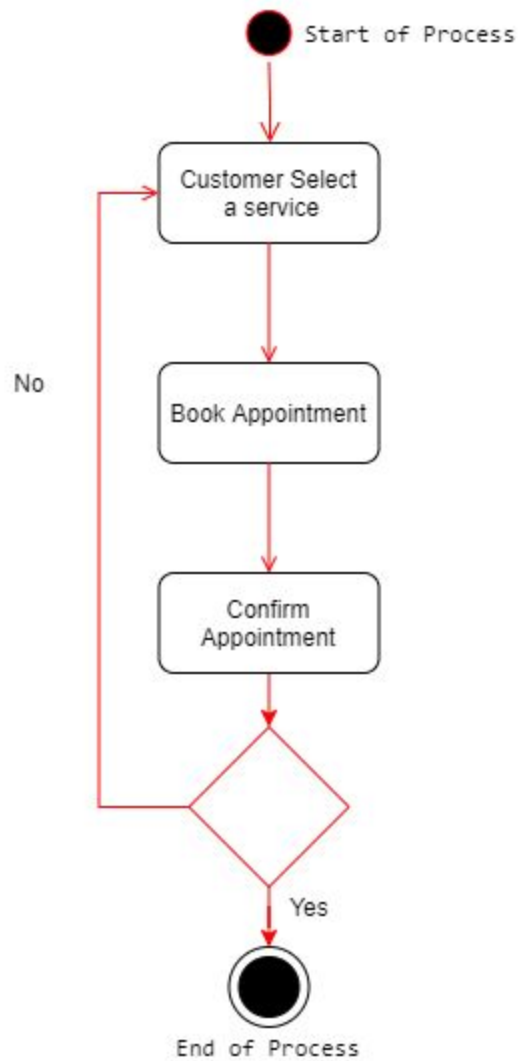 Start of Process
Customer Select
a service
No
Book Appointment
Confirm
Appointment
Yes
End of Process